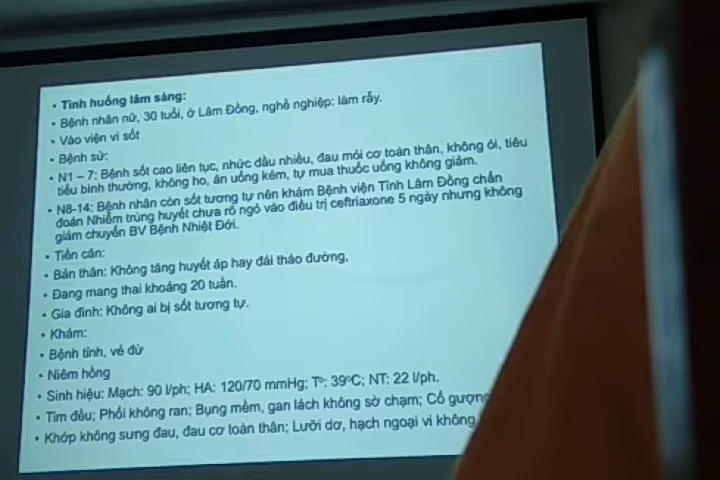 • Tình huống lâm sàng:
• Bệnh nhân nữ, 30 tuổi, ở Lâm Đồng, nghề nghiệp: làm rẫy.
• Vào viện vì sốt
• Bệnh sử:
• N1 – 7: Bệnh sốt cao liên tục, nhức đầu nhiều, đau mỏi cơ toàn thân, không ói, tiêu
tiểu bình thường, không ho, ăn uống kém, tự mua thuốc uống không giảm.
• N8-14: Bệnh nhân còn sốt tương tự nên khám Bệnh viện Tỉnh Lâm Đồng chẩn
đoán Nhiễm trùng huyết chưa rõ ngõ vào điều trị ceftriaxone 5 ngày nhưng không
giảm chuyển BV Bệnh Nhiệt Đới.
• Tiền căn:
• Bản thân: Không tăng huyết áp hay đái tháo đường,
• Đang mang thai khoảng 20 tuần.
• Gia đình: Không ai bị sốt tương tự.
• Khám:
• Bệnh tỉnh, vẻ đừ
• Niêm hồng
• Sinh hiệu: Mạch: 90 l/ph; HA: 120/70 mmHg; Tº: 39ºC; NT: 22 l/ph.
• Tim đều; Phổi không ran; Bụng mềm, gan lách không sờ chạm; Cổ gượng
• Khớp không sưng đau, đau cơ toàn thân; Lưỡi dơ, hạch ngoại vi không